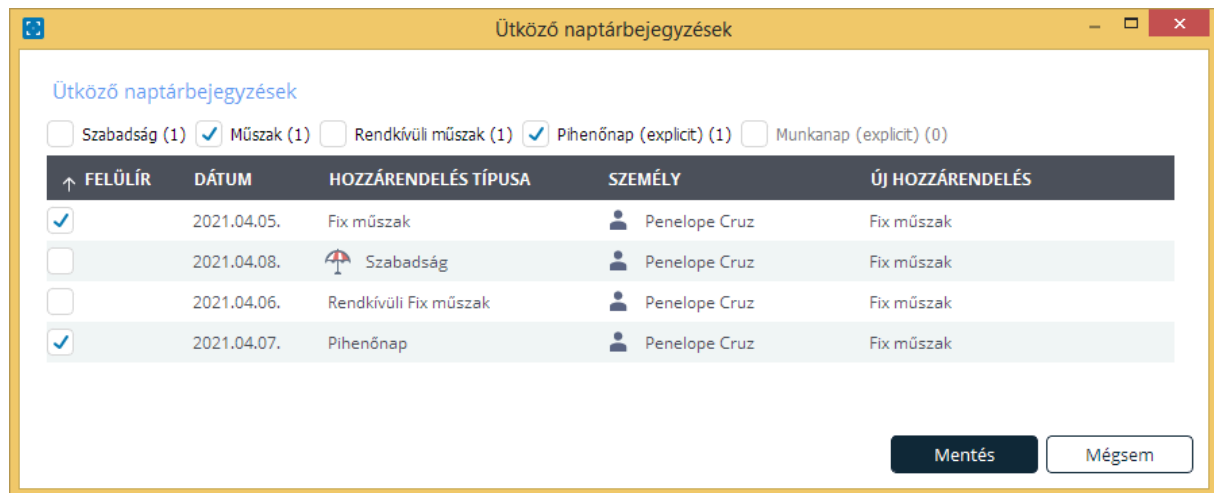 Ütköző naptárbejegyzések
Ütköző naptárbejegyzések
Szabadság (1) Műszak (1) Rendkívüli műszak (1) Pihenőnap (explicit) (1) Munkanap (explicit) (0)
FELÜLÍR DÁTUM HOZZÁRENDELÉS TÍPUSA SZEMÉLY ÚJ HOZZÁRENDELÉS
2021.04.05. Fix műszak Penelope Cruz Fix műszak
2021.04.08. Szabadság Penelope Cruz Fix műszak
2021.04.06. Rendkívüli Fix műszak Penelope Cruz Fix műszak
2021.04.07. Pihenőnap Penelope Cruz Fix műszak
Mentés Mégsem